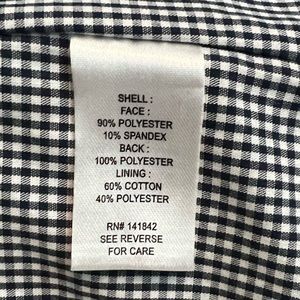 SHELL :
FACE :
90% POLYESTER
10% SPANDEX
BACK :
100% POLYESTER
LINING :
60% COTTON
40% POLYESTER
RN# 141842
SEE REVERSE
FOR CARE